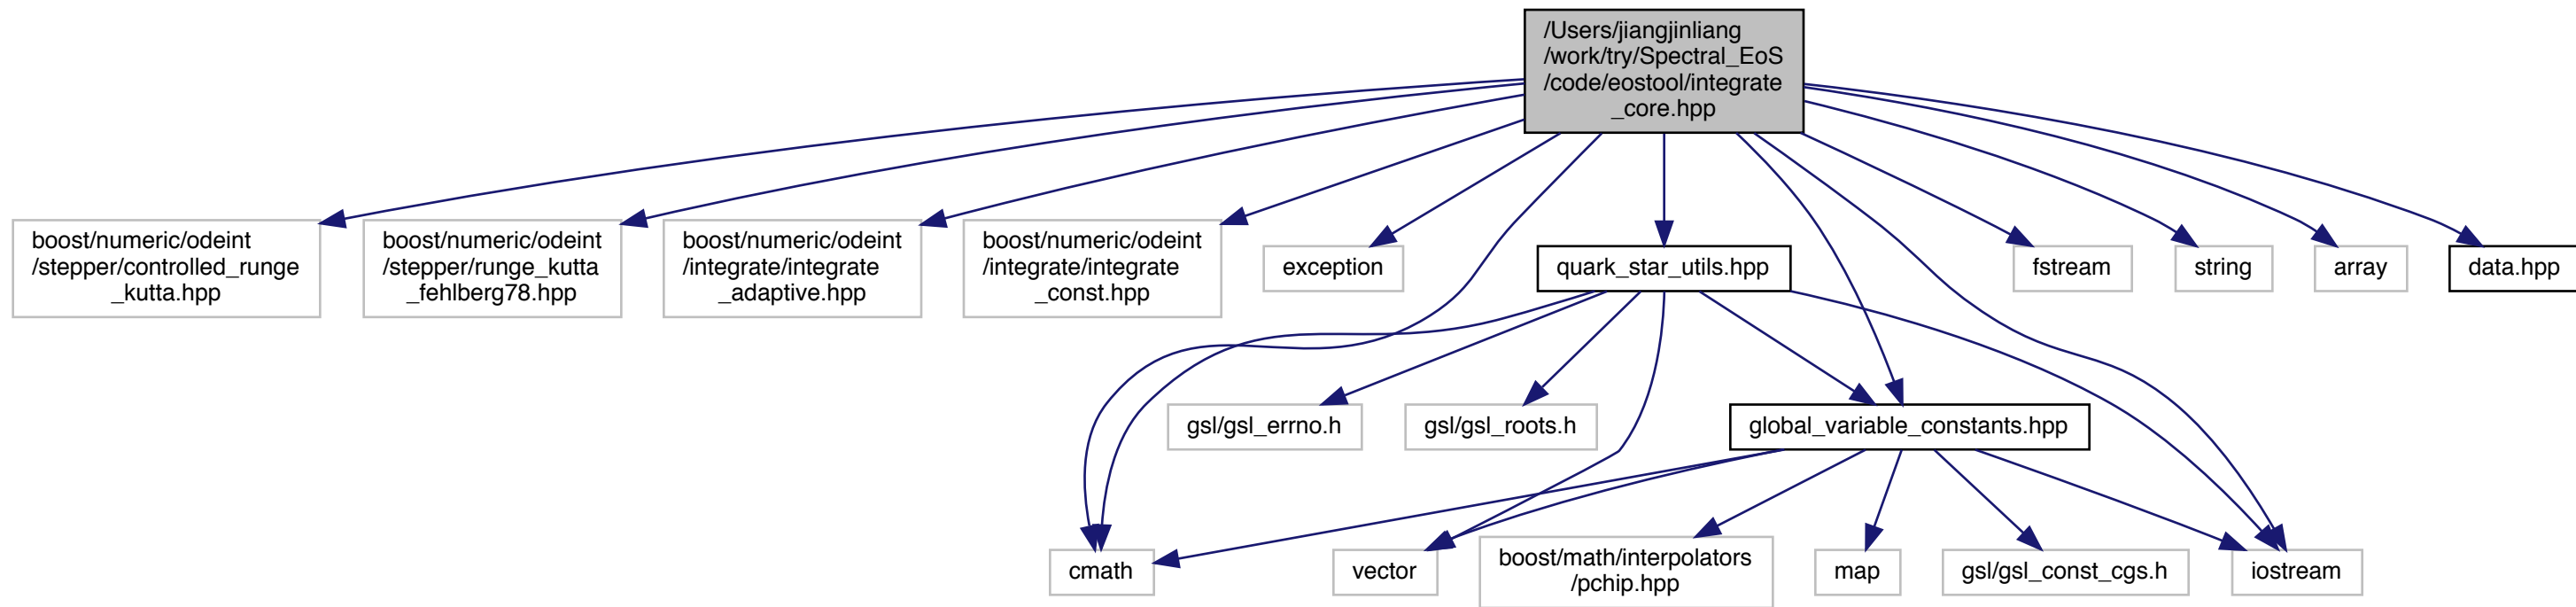 /Users/jiangjinliang
/work/try/Spectral_EoS
/code/eostool/integrate
_core.hpp
boost/numeric/odeint
/stepper/controlled_runge
_kutta.hpp
boost/numeric/odeint
/stepper/runge_kutta
_fehlberg78.hpp
boost/numeric/odeint
/integrate/integrate
_adaptive.hpp
boost/numeric/odeint
/integrate/integrate
_const.hpp
exception
quark_star_utils.hpp
fstream
string
array
data.hpp
gsl/gsl_errno.h
gsl/gsl_roots.h
global_variable_constants.hpp
cmath
vector
boost/math/interpolators
/pchip.hpp
map
gsl/gsl_const_cgs.h
iostream